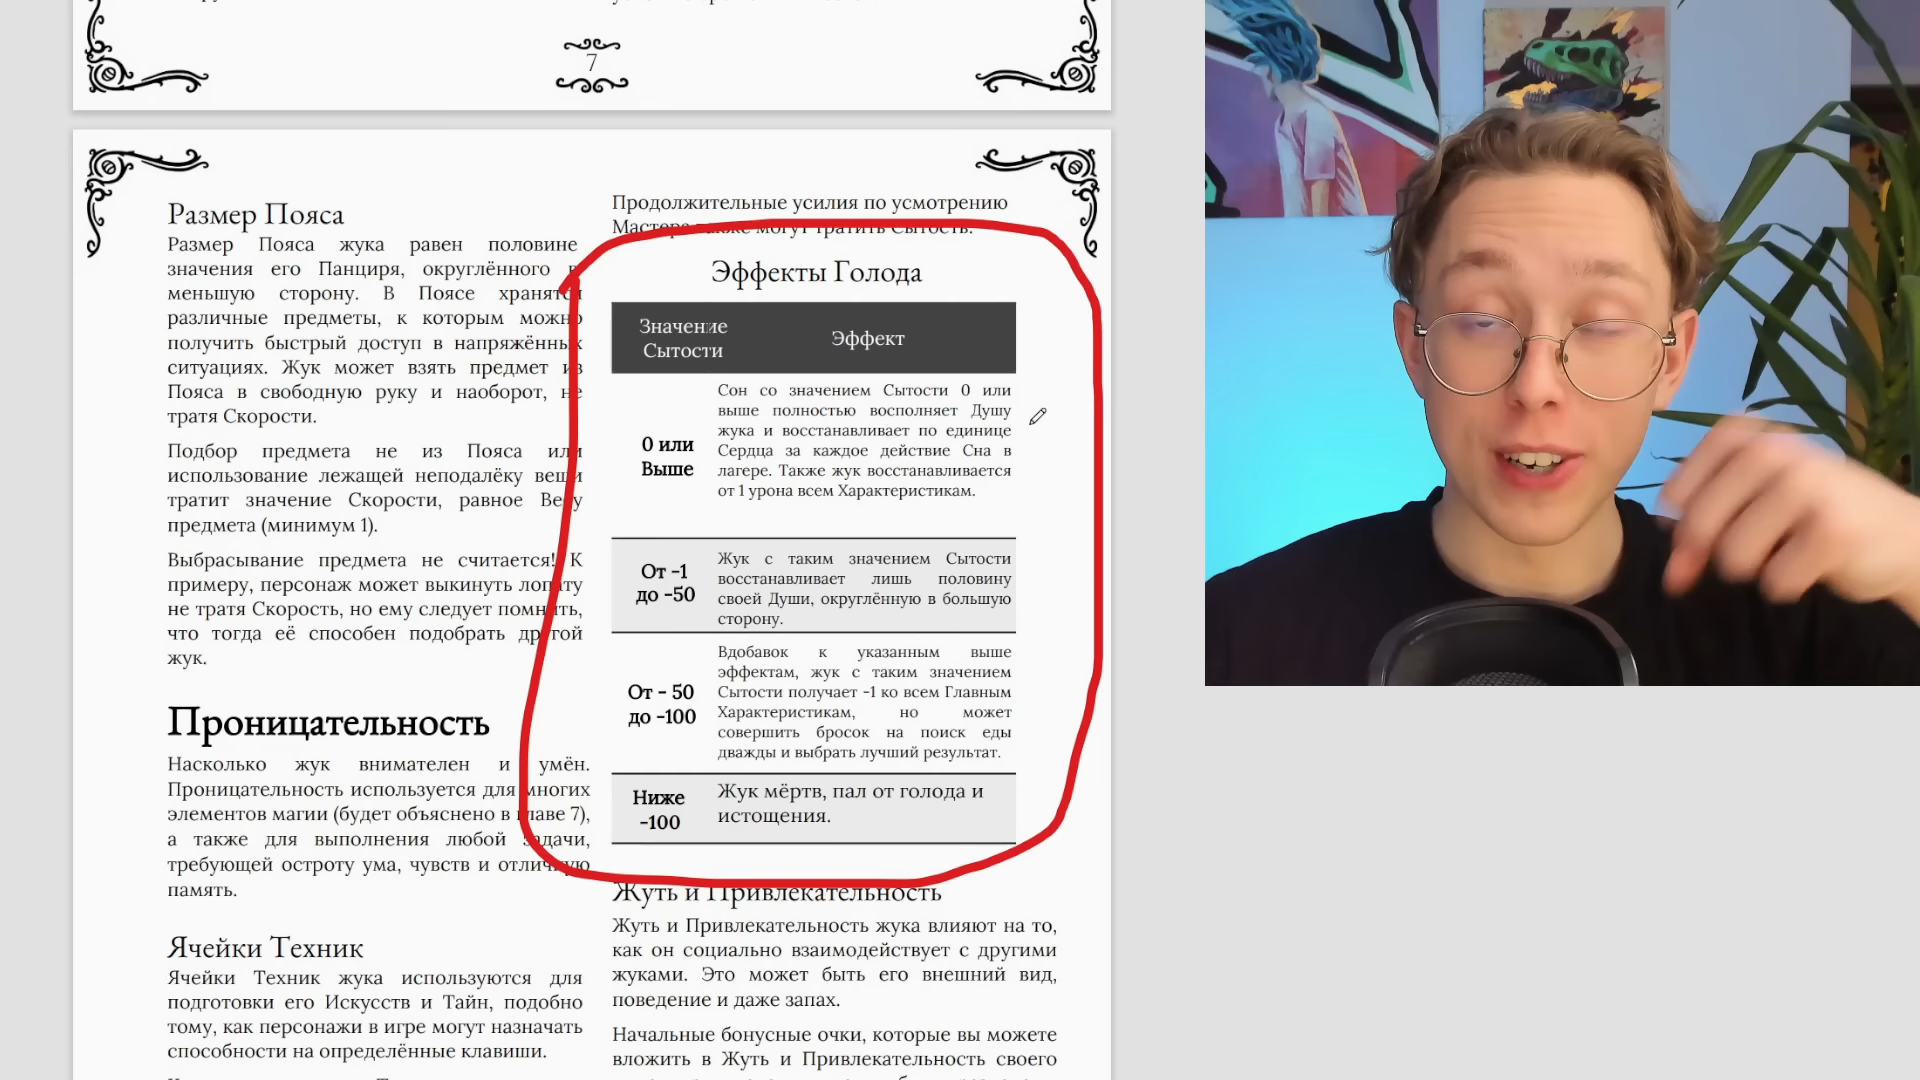 7
Размер Пояса
Размер Пояса жука равен половине
значения его Панциря, округлённого в
меньшую сторону. В Поясе хранятся
различные предметы, к которым можно
получить быстрый доступ в напряжённых
ситуациях. Жук может взять предмет из
Пояса в свободную руку и наоборот, не
тратя Скорости.
Подбор предмета не из Пояса или
использование лежащей неподалёку вещи
тратит значение Скорости, равное Весу
предмета (минимум 1).
Выбрасывание предмета не считается! К
примеру, персонаж может выкинуть лопату
не тратя Скорость, но ему следует помнить,
что тогда её способен подобрать другой
жук.
Проницательность
Насколько жук внимателен и умён.
Проницательность используется для многих
элементов магии (будет объяснено в главе 7),
а также для выполнения любой задачи,
требующей остроту ума, чувств и отличную
память.
Ячейки Техник
Ячейки Техник жука используются для
подготовки его Искусств и Тайн, подобно
тому, как персонажи в игре могут назначать
способности на определённые клавиши.
Продолжительные усилия по усмотрению
Мастера также могут тратить Сытость.
Эффекты Голода
Значение
Сытости
Эффект
0 или
Выше
Сон со значением Сытости 0 или
выше полностью восполняет Душу
жука и восстанавливает по единице
Сердца за каждое действие Сна в
лагере. Также жук восстанавливается
от 1 урона всем Характеристикам.
От -1
до -50
Жук с таким значением Сытости
восстанавливает лишь половину
своей Души, округлённую в большую
сторону.
От - 50
до -100
Вдобавок к указанным выше
эффектам, жук с таким значением
Сытости получает -1 ко всем Главным
Характеристикам, но может
совершить бросок на поиск еды
дважды и выбрать лучший результат.
Ниже
-100
Жук мёртв, пал от голода и
истощения.
Жуть и Привлекательность
Жуть и Привлекательность жука влияют на то,
как он социально взаимодействует с другими
жуками. Это может быть его внешний вид,
поведение и даже запах.
Начальные бонусные очки, которые вы можете
вложить в Жуть и Привлекательность своего